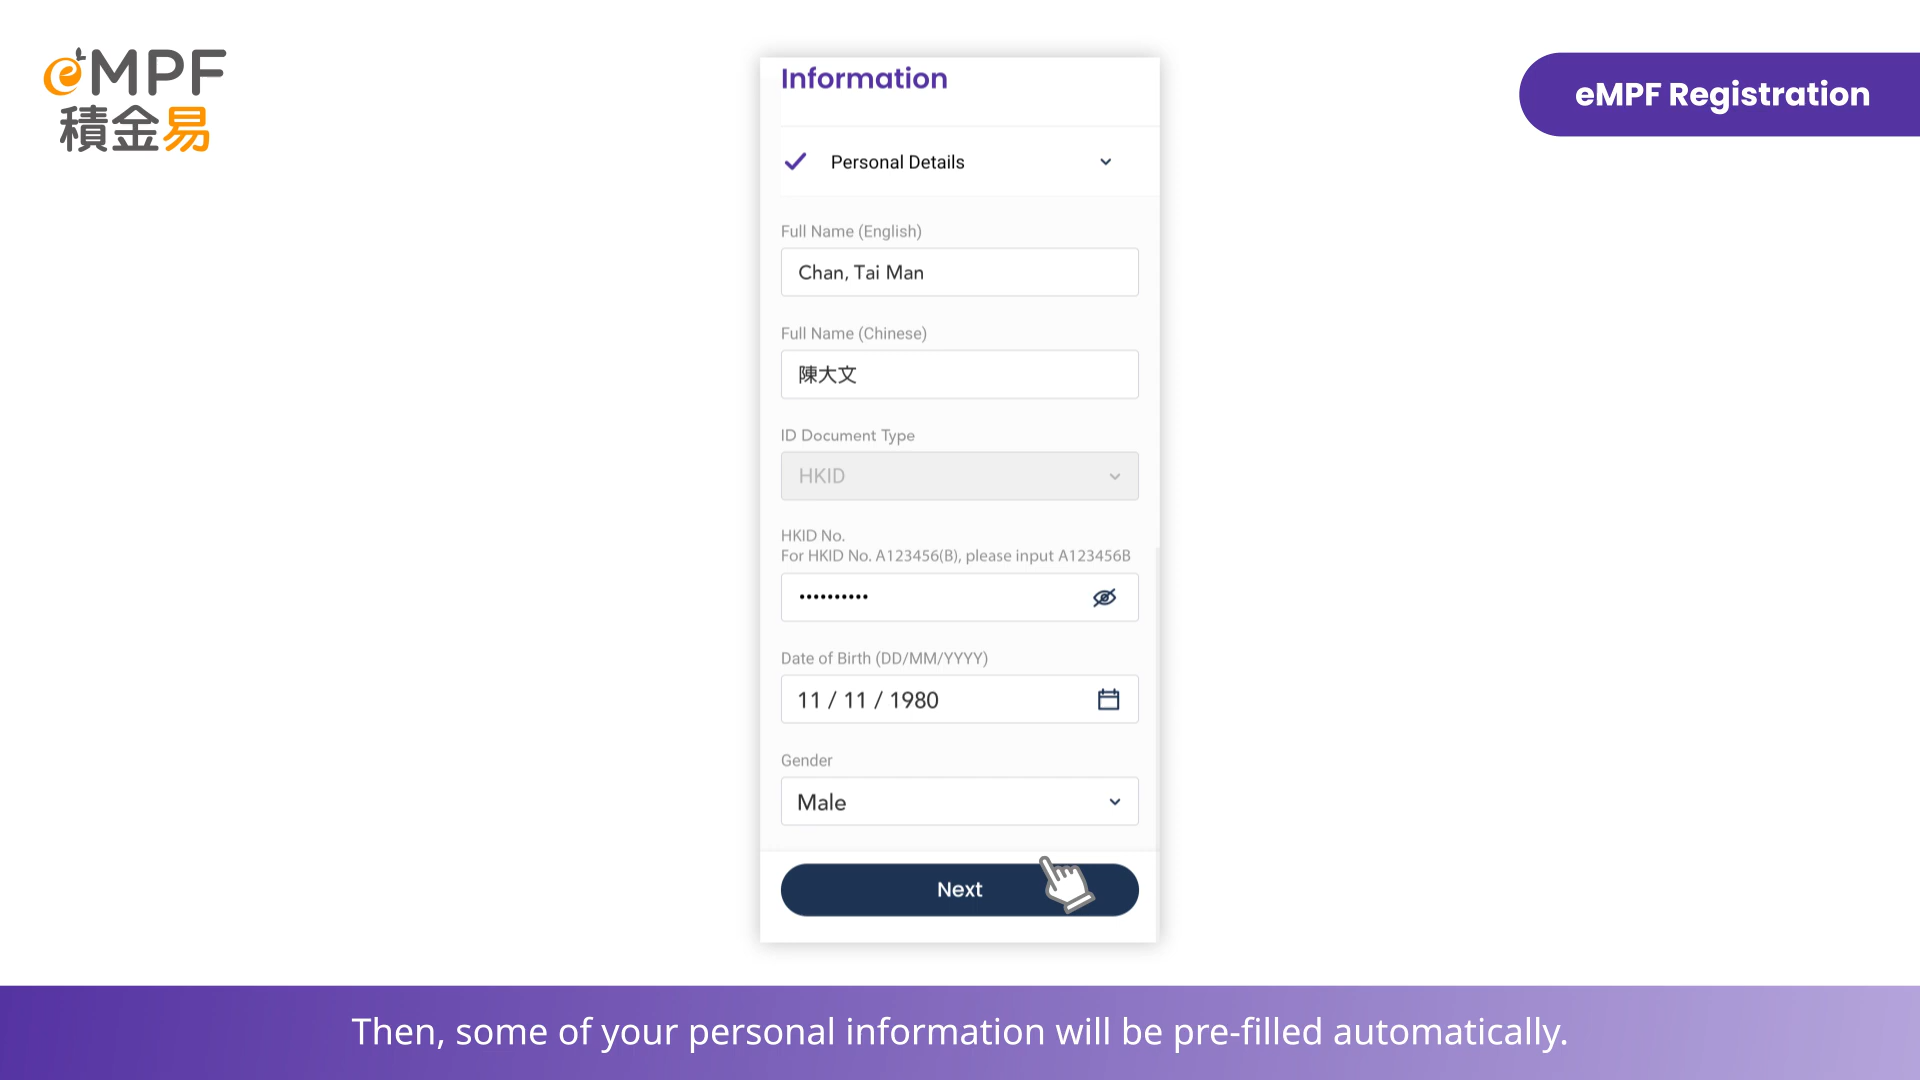 eMPF
積金易
eMPF Registration
Information
Personal Details
Full Name (English)
Chan, Tai Man
Full Name (Chinese)
陳大文
ID Document Type
HKID
HKID No.
For HKID No. A123456(B), please input A123456B
••••••••••
Date of Birth (DD/MM/YYYY)
11 / 11 / 1980
Gender
Male
Next
Then, some of your personal information will be pre-filled automatically.